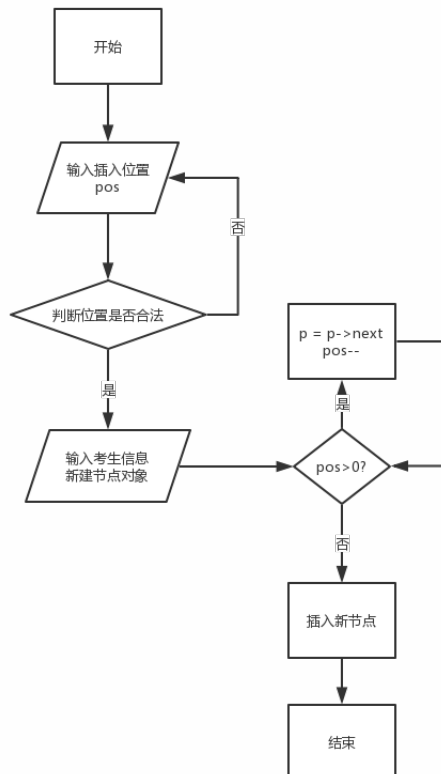 开始
输入插入位置
pos
否
判断位置是否合法
是
输入考生信息
新建节点对象
p = p->next
pos--
是
pos>0?
否
插入新节点
结束